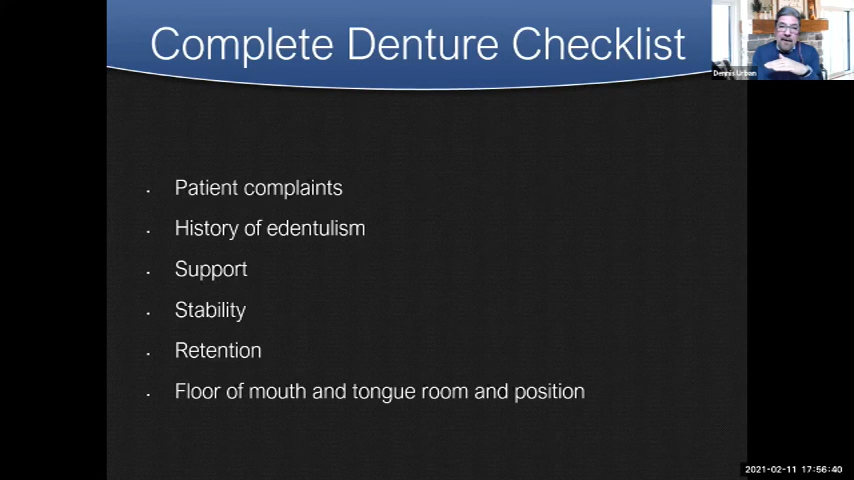 Complete Denture Checklist
Dennis Urban
· Patient complaints
· History of edentulism
· Support
· Stability
· Retention
· Floor of mouth and tongue room and position
2021-02-11 17:56:40